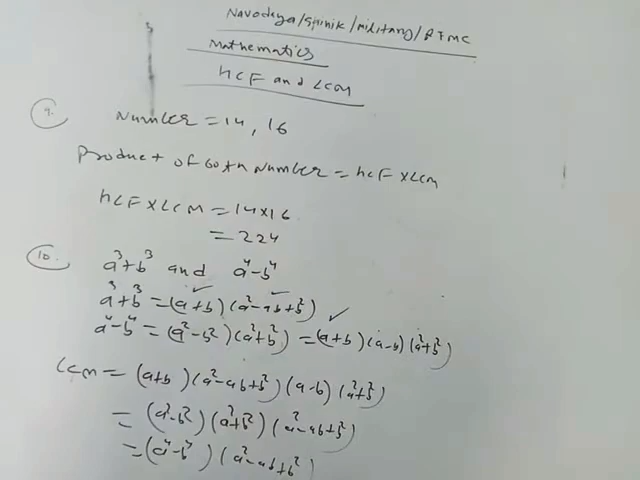 Navodaya/Sainik/military/RIMC
Mathematics
HCF and LCM
9. Number = 14, 16
Product of both Number = HCF × LCM
HCF × LCM = 14 × 16
= 224
10. a³+b³ and a⁴-b⁴
a³+b³ = (a+b) (a²-ab+b²)
a⁴-b⁴ = (a²-b²) (a²+b²) = (a+b) (a-b) (a²+b²)
LCM = (a+b) (a²-ab+b²) (a-b) (a²+b²)
= (a²-b²) (a²+b²) (a²-ab+b²)
= (a⁴-b⁴) (a²-ab+b²)